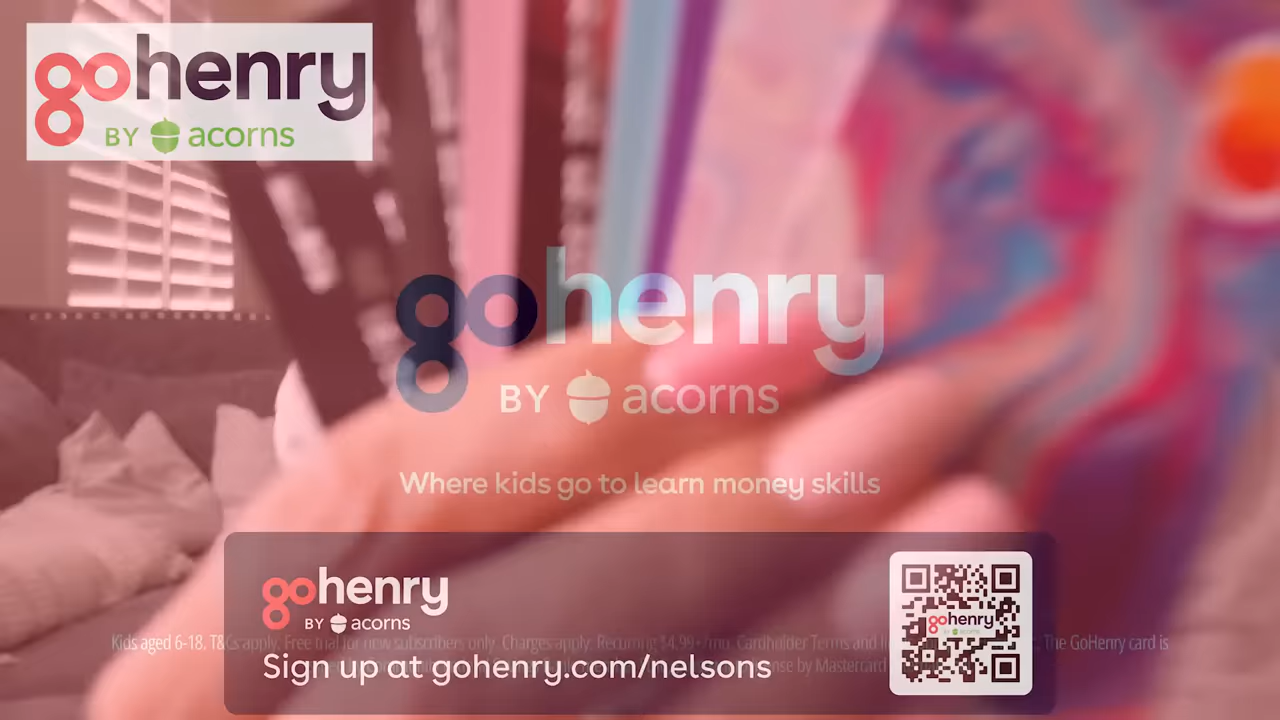 gohenry
BY acorns
gohenry
BY acorns
Where kids go to learn money skills
gohenry
BY acorns
Kids aged 6-18. T&Cs apply. Free trial for new subscribers only. Charges apply. Recurring $4.99+/mo. Cardholder Terms and The GoHenry card is
by Mastercard
Sign up at gohenry.com/nelsons
gohenry
BY acorns